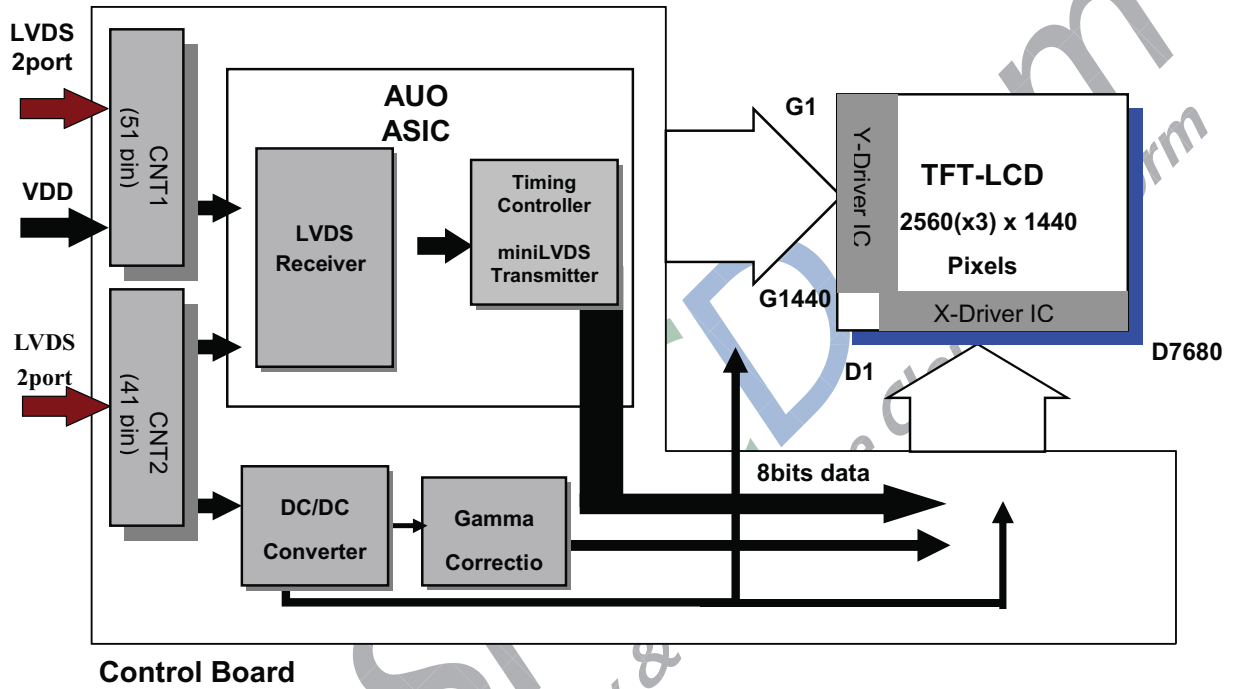 LVDS
2port
CNT1
(51 pin)
VDD
LVDS
2port
CNT2
(41 pin)
AUO
ASIC
LVDS
Receiver
Timing
Controller
miniLVDS
Transmitter
DC/DC
Converter
Gamma
Correctio
8bits data
G1
G1440
Y-Driver IC
TFT-LCD
2560(x3) x 1440
Pixels
X-Driver IC
D1
D7680
Control Board